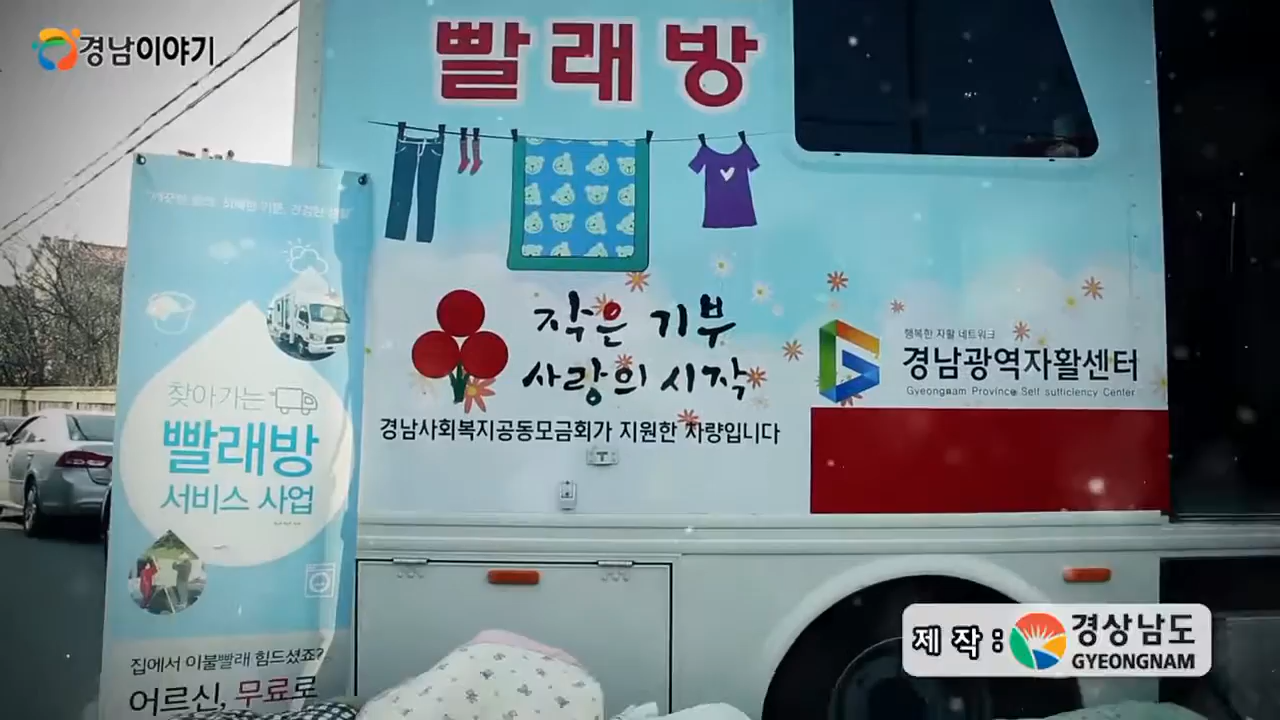 경남이야기
빨래방
작은 기부
사랑의 시작
경남사회복지공동모금회가 지원한 차량입니다
행복한 자활 네트워크
경남광역자활센터
Gyeongnam Province Self sufficiency Center
찾아가는
빨래방
서비스 사업
집에서 이불빨래 힘드셨죠?
어르신, 무료로
제작:
경상남도
GYEONGNAM